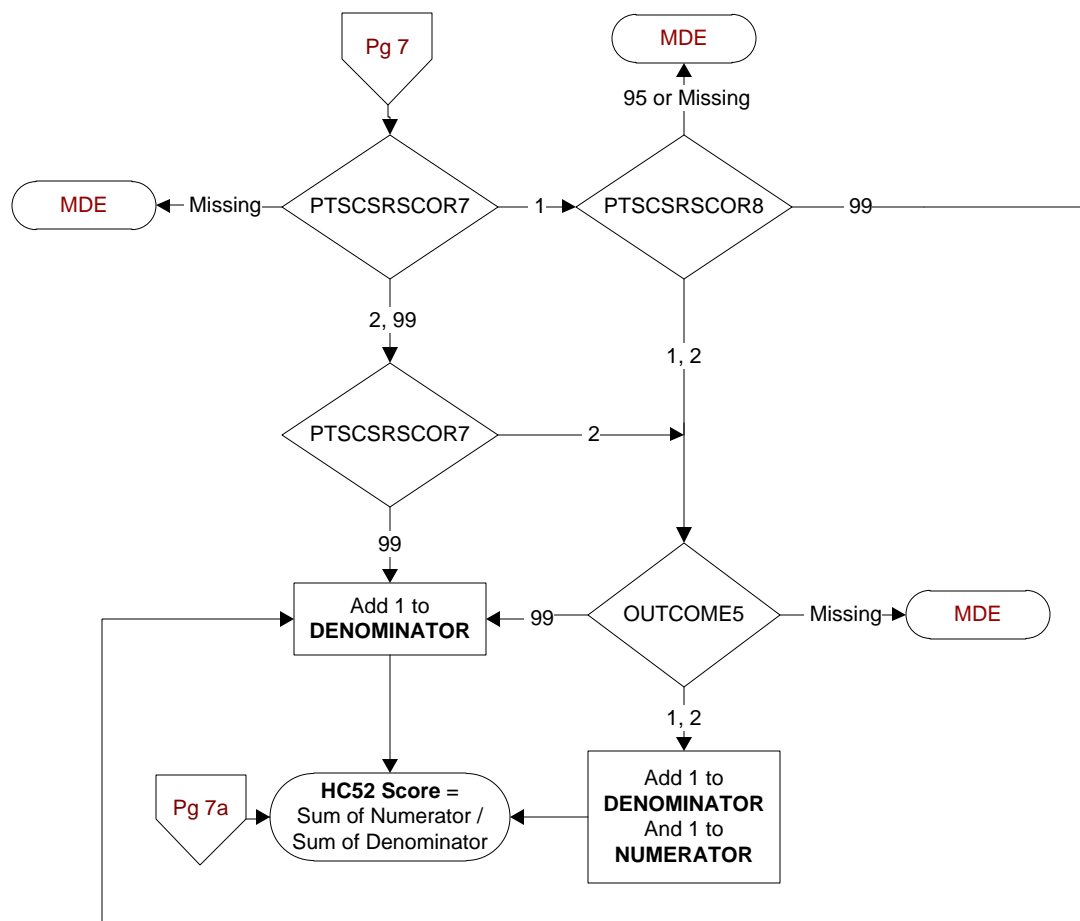 Pg 7
MDE
95 or Missing
MDE
Missing
PTSCSRSCOR7
1
PTSCSRSCOR8
99
2, 99
1, 2
PTSCSRSCOR7
2
99
Add 1 to
DENOMINATOR
99
OUTCOME5
Missing
MDE
1, 2
Pg 7a
HC52 Score =
Sum of Numerator /
Sum of Denominator
Add 1 to
DENOMINATOR
And 1 to
NUMERATOR